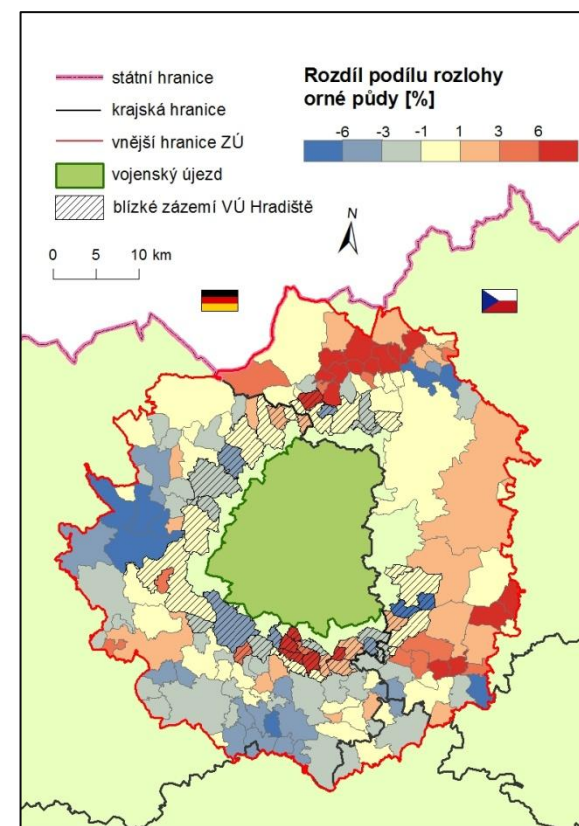 státní hranice
krajská hranice
vnější hranice ZÚ
vojenský újezd
blízké zázemí VÚ Hradiště
Rozdíl podílu rozlohy
orné půdy [%]
-6 -3 -1 1 3 6
0 5 10 km
N